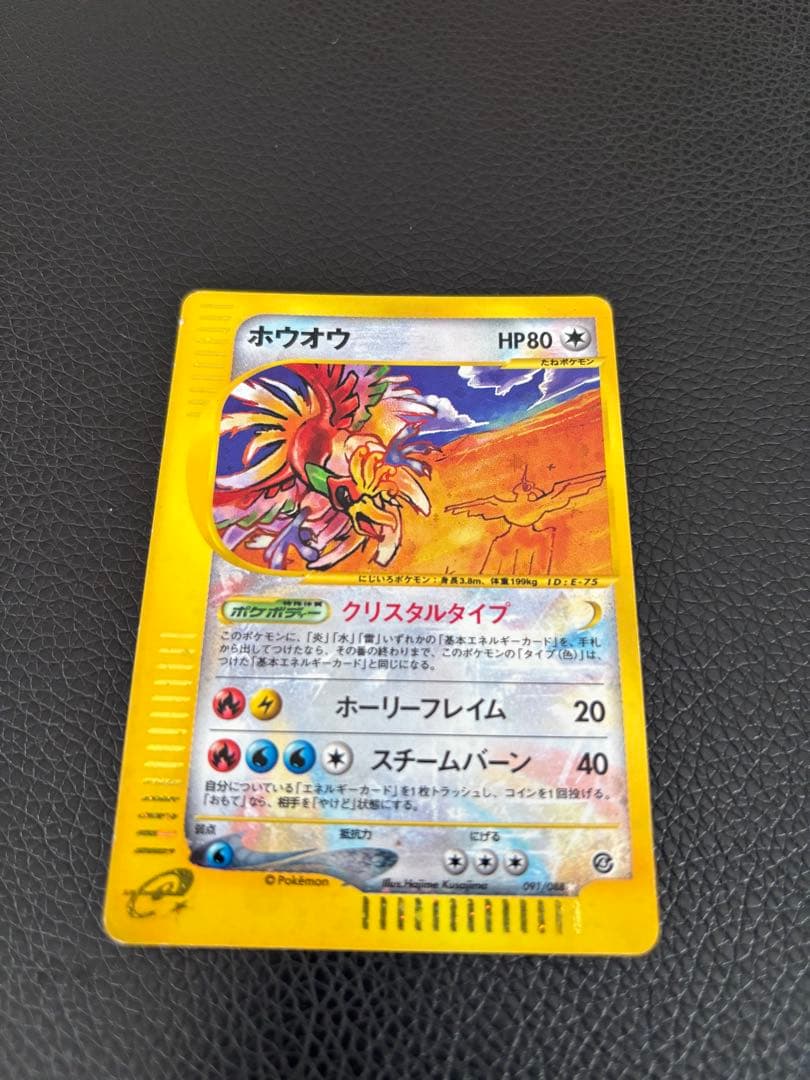 ホウオウ HP80
たねポケモン
にじいろポケモン:身長3.8m、体重199kg ID:E-75
特殊体質
ポケボディー クリスタルタイプ
このポケモンに、「炎」「水」「雷」いずれかの「基本エネルギーカード」を、手札
から出してつけたなら、その番の終わりまで、このポケモンの「タイプ(色)」は、
つけた「基本エネルギーカード」と同じになる。
ホーリーフレイム 20
スチームバーン 40
自分についている「エネルギーカード」を1枚トラッシュし、コインを1回投げる。
「おもて」なら、相手を「やけど」状態にする。
弱点 抵抗力 にげる
©Pokémon Illus.Hajime Kusajima 091/088